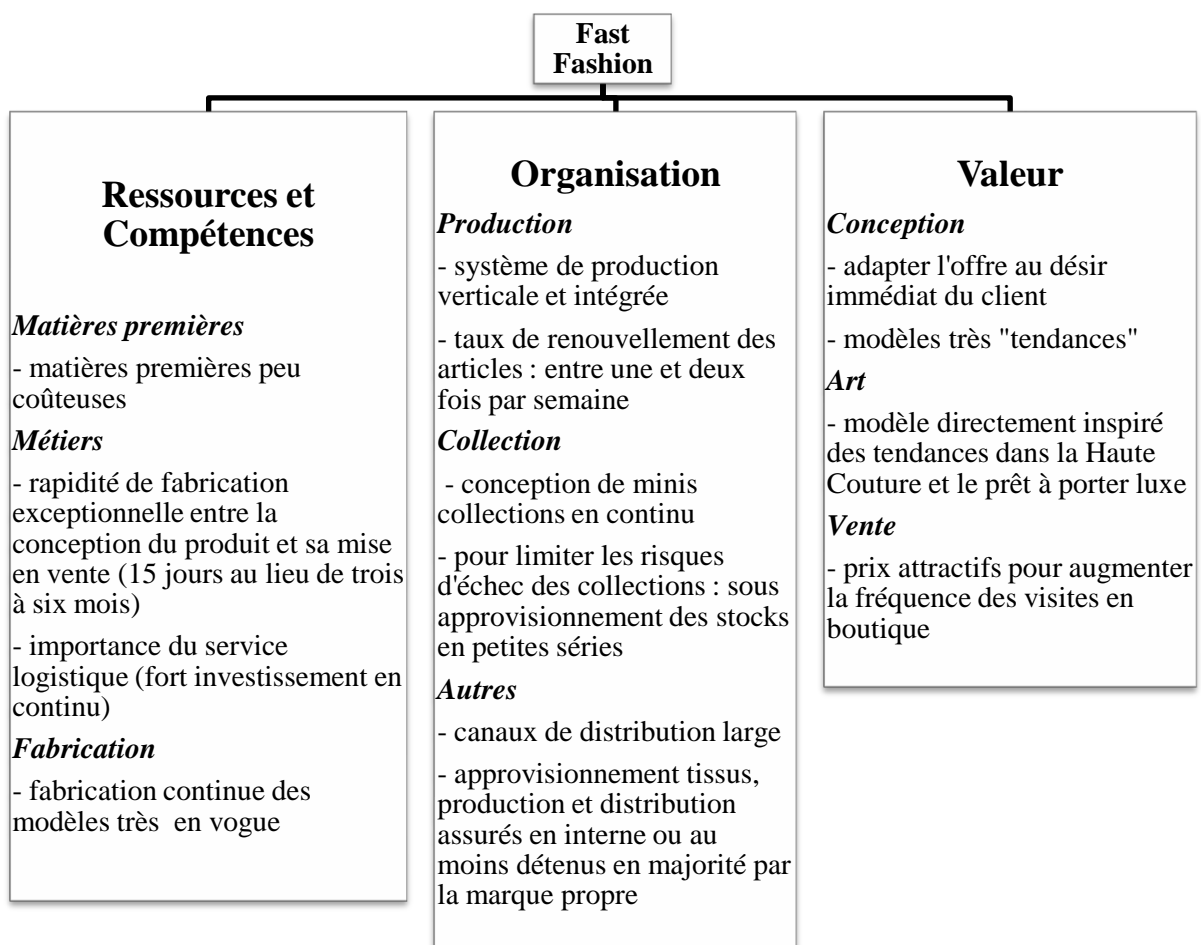 Fast
Fashion
Ressources et
Compétences
Matières premières
- matières premières peu
coûteuses
Métiers
- rapidité de fabrication
exceptionnelle entre la
conception du produit et sa mise
en vente (15 jours au lieu de trois
à six mois)
- importance du service
logistique (fort investissement en
continu)
Fabrication
- fabrication continue des
modèles très  en vogue
Organisation
Production
- système de production
verticale et intégrée
- taux de renouvellement des
articles : entre une et deux
fois par semaine
Collection
- conception de minis
collections en continu
- pour limiter les risques
d'échec des collections : sous
approvisionnement des stocks
en petites séries
Autres
- canaux de distribution large
- approvisionnement tissus,
production et distribution
assurés en interne ou au
moins détenus en majorité par
la marque propre
Valeur
Conception
- adapter l'offre au désir
immédiat du client
- modèles très "tendances"
Art
- modèle directement inspiré
des tendances dans la Haute
Couture et le prêt à porter luxe
Vente
- prix attractifs pour augmenter
la fréquence des visites en
boutique